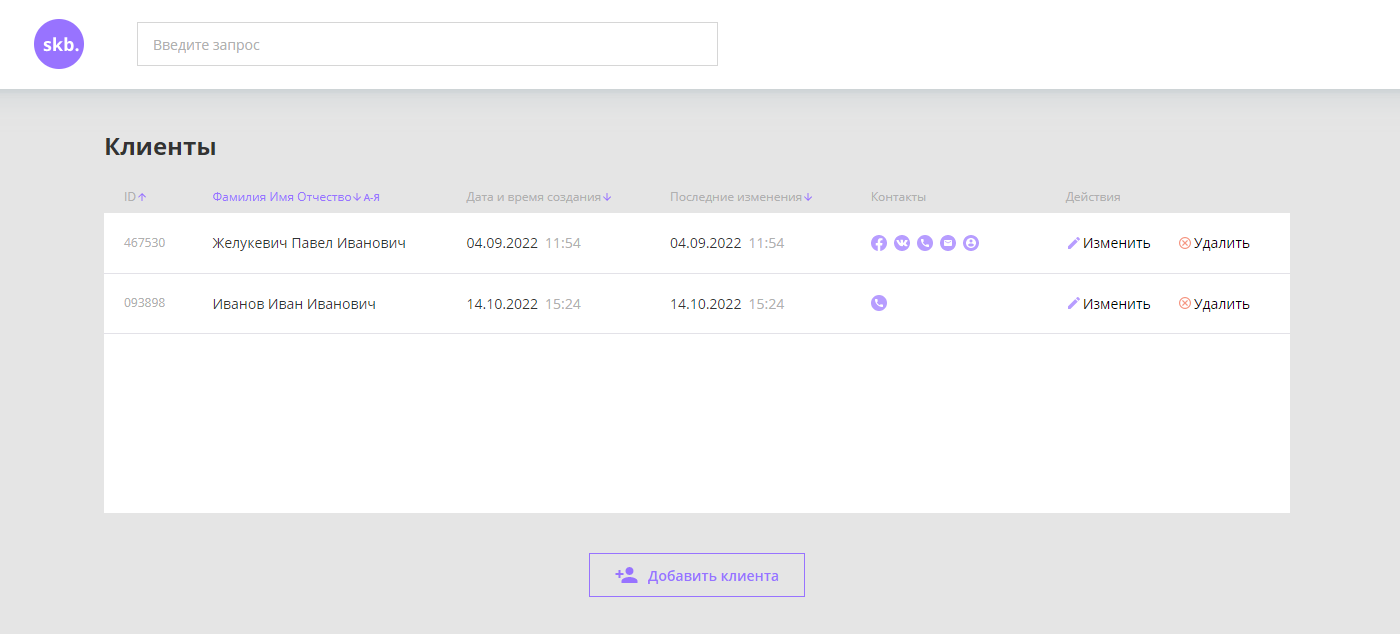 skb.
Введите запрос
Клиенты
ID Фамилия Имя Отчество А-Я Дата и время создания Последние изменения Контакты Действия
467530 Желукевич Павел Иванович 04.09.2022 11:54 04.09.2022 11:54 Изменить Удалить
093898 Иванов Иван Иванович 14.10.2022 15:24 14.10.2022 15:24 Изменить Удалить
Добавить клиента